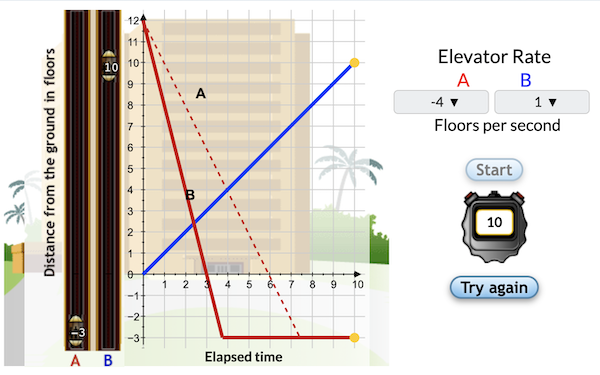 Distance from the ground in floors
12
11
10
9
8
7
6
5
4
3
2
1
0
−1
−2
−3
10
−3
A B
A
B
1 2 3 4 5 6 7 8 9 10
Elapsed time
Elevator Rate
A B
-4 ▼ 1 ▼
Floors per second
Start
10
Try again